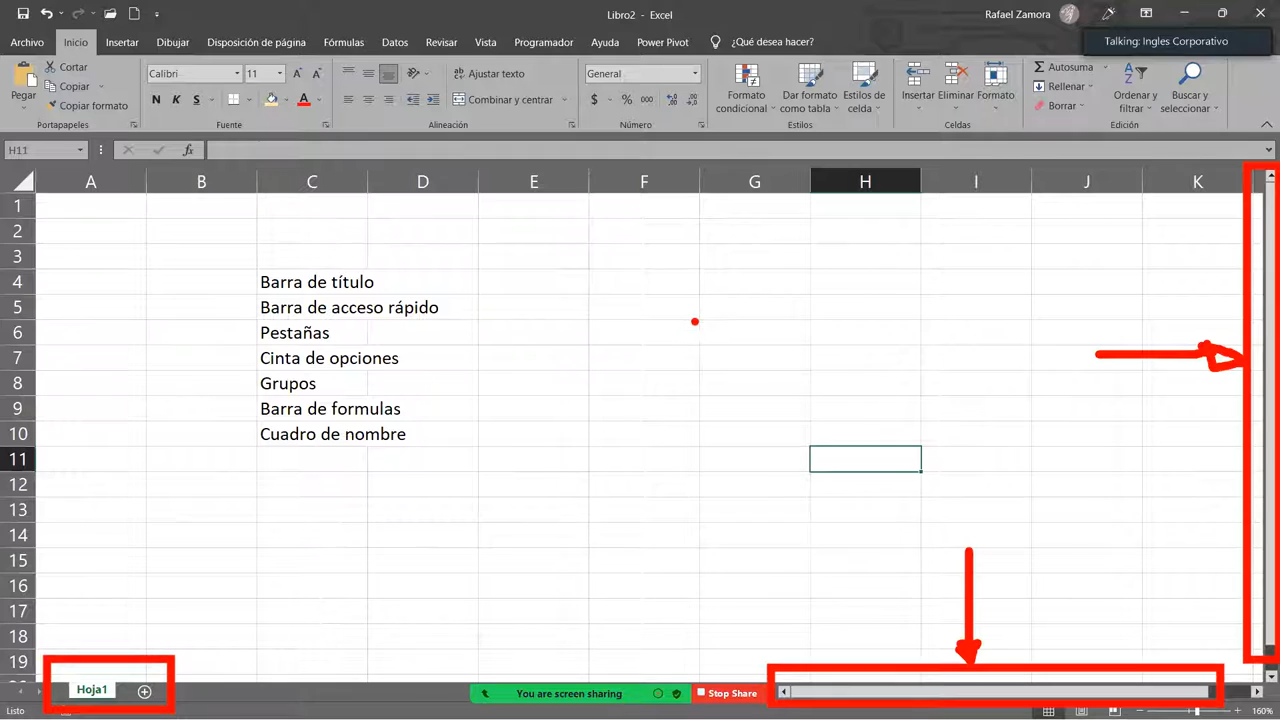 Libro2 - Excel
Rafael Zamora
Archivo Inicio Insertar Dibujar Disposición de página Fórmulas Datos Revisar Vista Programador Ayuda Power Pivot ¿Qué desea hacer?
Talking: Ingles Corporativo
Pegar
Cortar
Copiar
Copiar formato
Portapapeles
Calibri 11 A A
N K S A
Fuente
ab Ajustar texto
Combinar y centrar
Alineación
General
$ % 000
Número
Formato condicional
Dar formato como tabla
Estilos de celda
Estilos
Insertar Eliminar Formato
Celdas
Autosuma
Rellenar
Borrar
Ordenar y filtrar
Buscar y seleccionar
Edición
H11 fx
A B C D E F G H I J K
1
2
3
4 Barra de título
5 Barra de acceso rápido
6 Pestañas
7 Cinta de opciones
8 Grupos
9 Barra de formulas
10 Cuadro de nombre
11
12
13
14
15
16
17
18
19
Hoja1
You are screen sharing Stop Share
Listo
160%